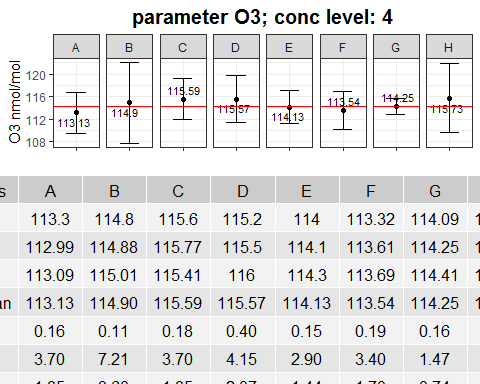 parameter O3; conc level: 4
A B C D E F G H
O3 nmol/mol
120
116
112
108
113.13 114.9 115.59 115.57 114.13 113.54 114.25 115.73
s A B C D E F G
113.3 114.8 115.6 115.2 114 113.32 114.09 1
112.99 114.88 115.77 115.5 114.1 113.61 114.25 1
113.09 115.01 115.41 116 114.3 113.69 114.41 1
an 113.13 114.90 115.59 115.57 114.13 113.54 114.25 1
0.16 0.11 0.18 0.40 0.15 0.19 0.16
3.70 7.21 3.70 4.15 2.90 3.40 1.47